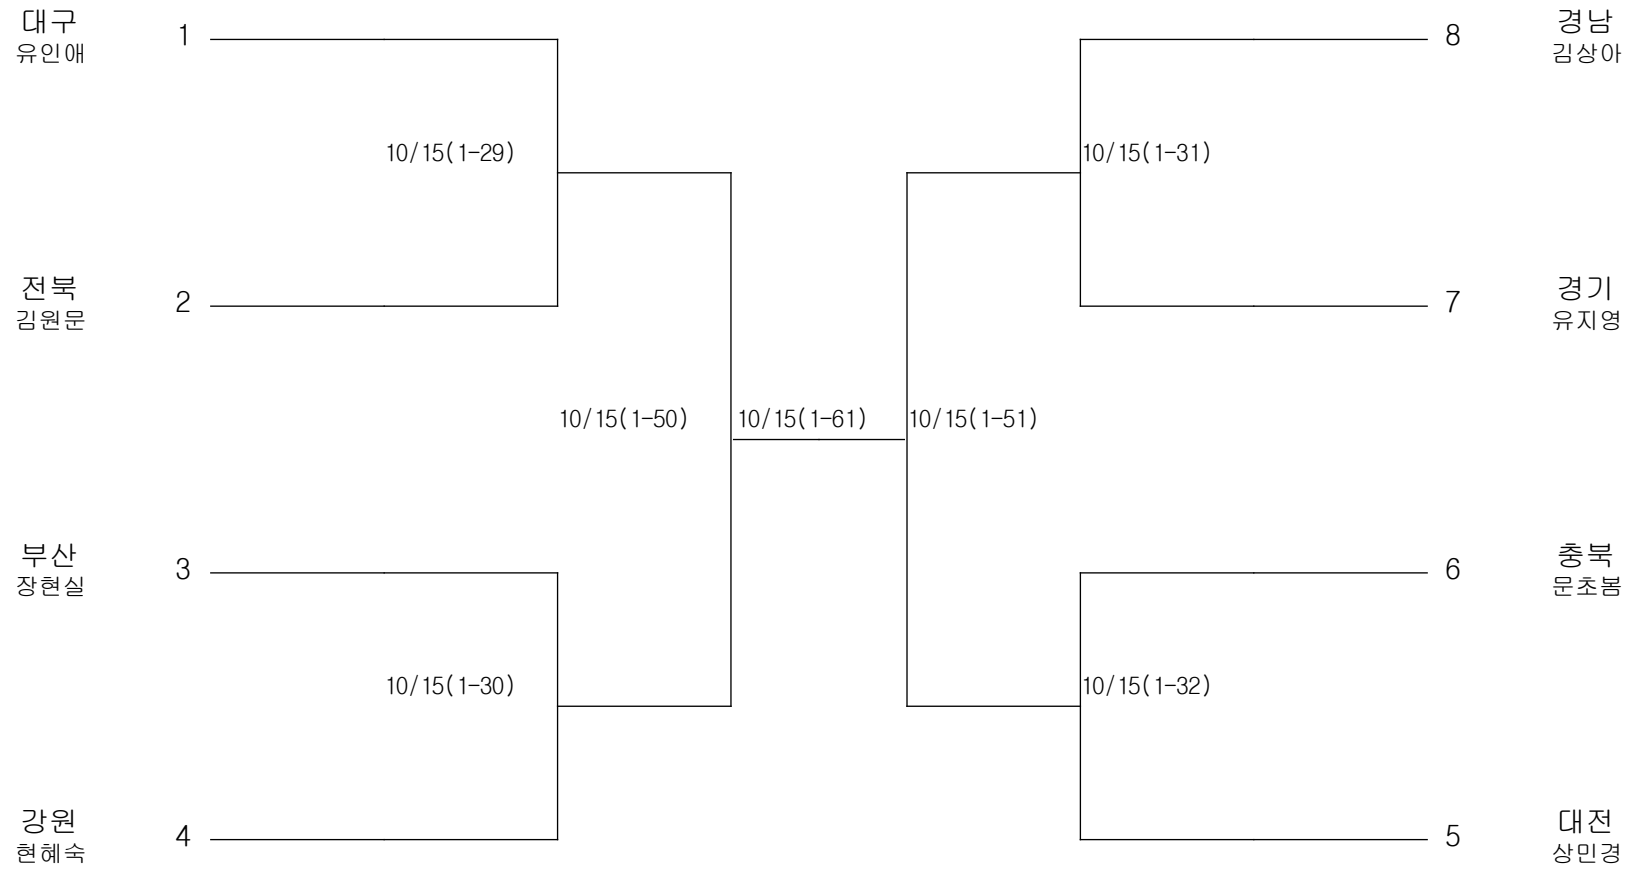 대구
유인애
1
8
경남
김상아
10/15(1-29)
10/15(1-31)
전북
김원문
2
7
경기
유지영
10/15(1-50)
10/15(1-61)
10/15(1-51)
부산
장현실
3
6
충북
문초봄
10/15(1-30)
10/15(1-32)
강원
현혜숙
4
5
대전
상민경